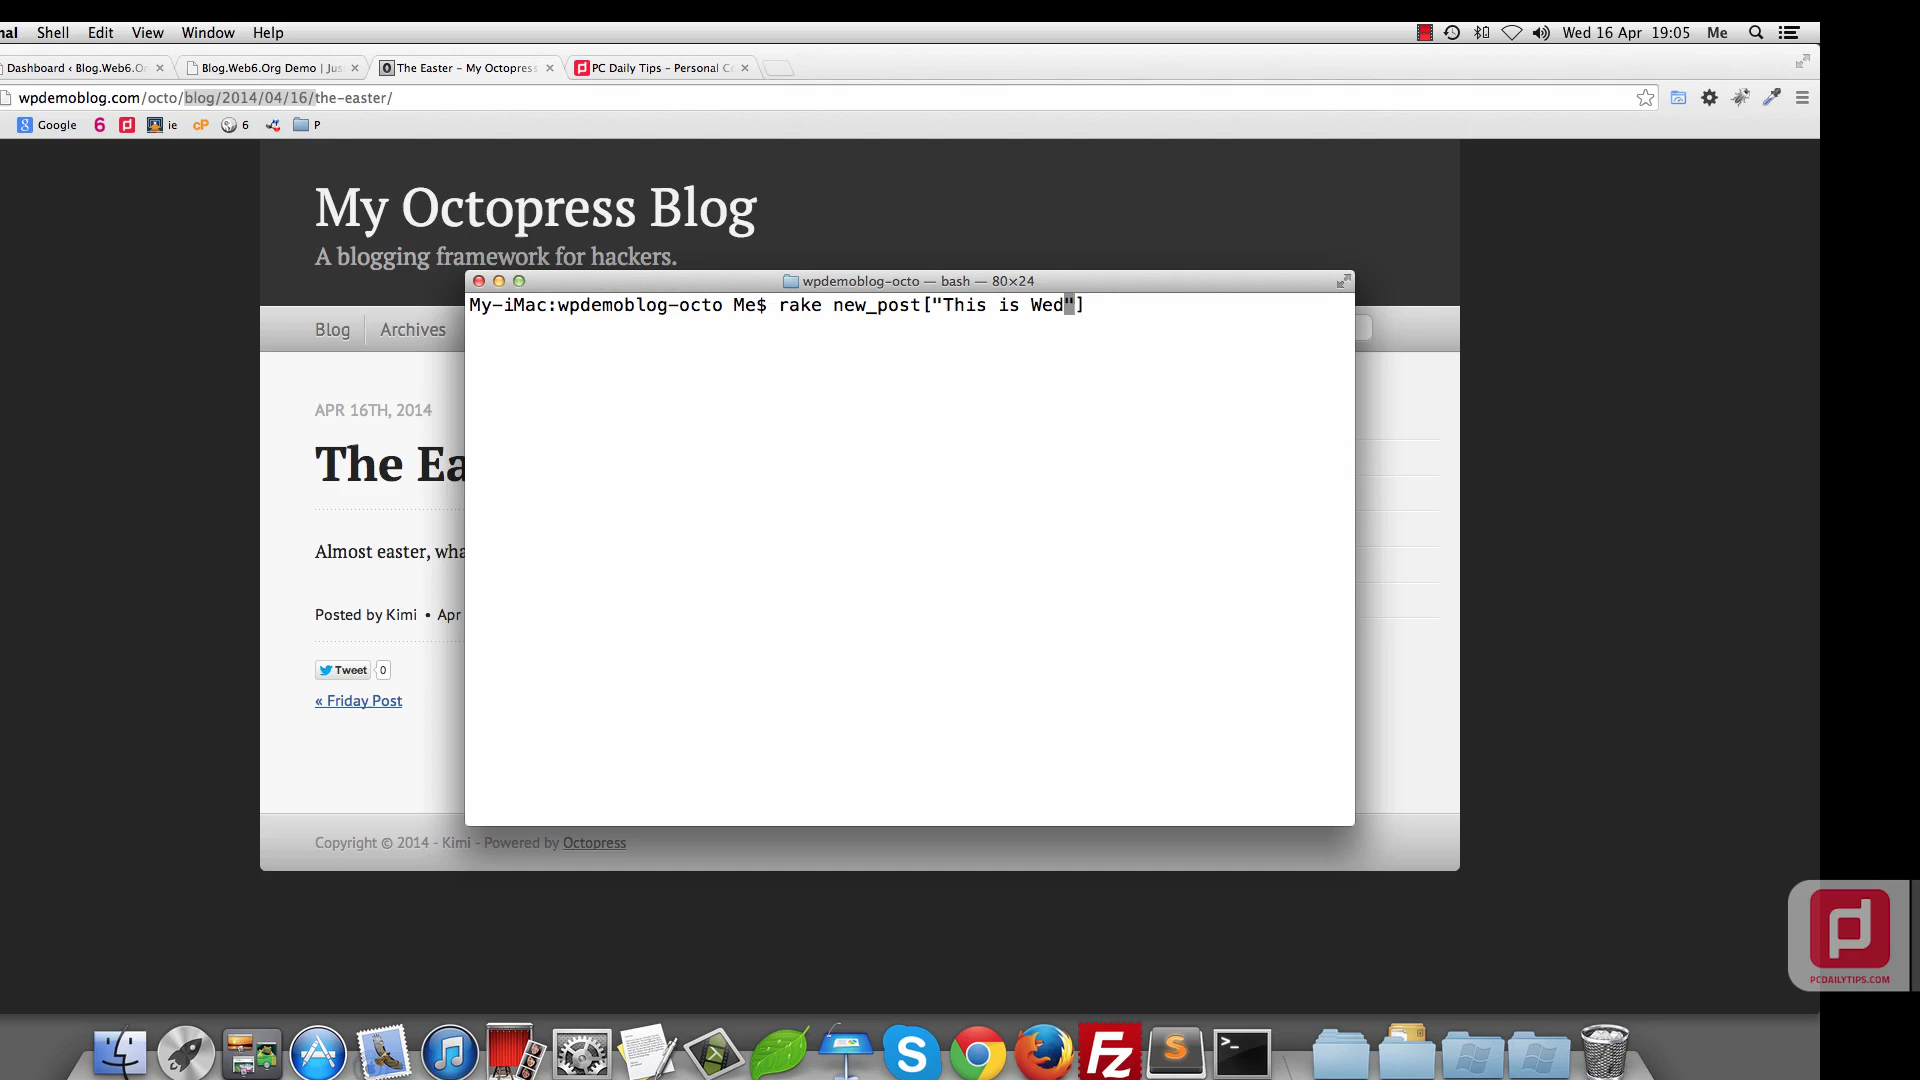 nal Shell Edit View Window Help Wed 16 Apr 19:05 Me
Dashboard ‹ Blog.Web6.Or Blog.Web6.Org Demo | Jus The Easter – My Octopress PC Daily Tips – Personal Co
wpdemoblog.com/octo/blog/2014/04/16/the-easter/
Google 6 ie cP 6 P
My Octopress Blog
A blogging framework for hackers.
wpdemoblog-octo — bash — 80×24
My-iMac:wpdemoblog-octo Me$ rake new_post["This is Wed"]
Blog Archives
APR 16TH, 2014
The Ea
Almost easter, wha
Posted by Kimi • Apr
Tweet 0
« Friday Post
Copyright © 2014 - Kimi - Powered by Octopress
PCDAILYTIPS.COM
S Fz S >_